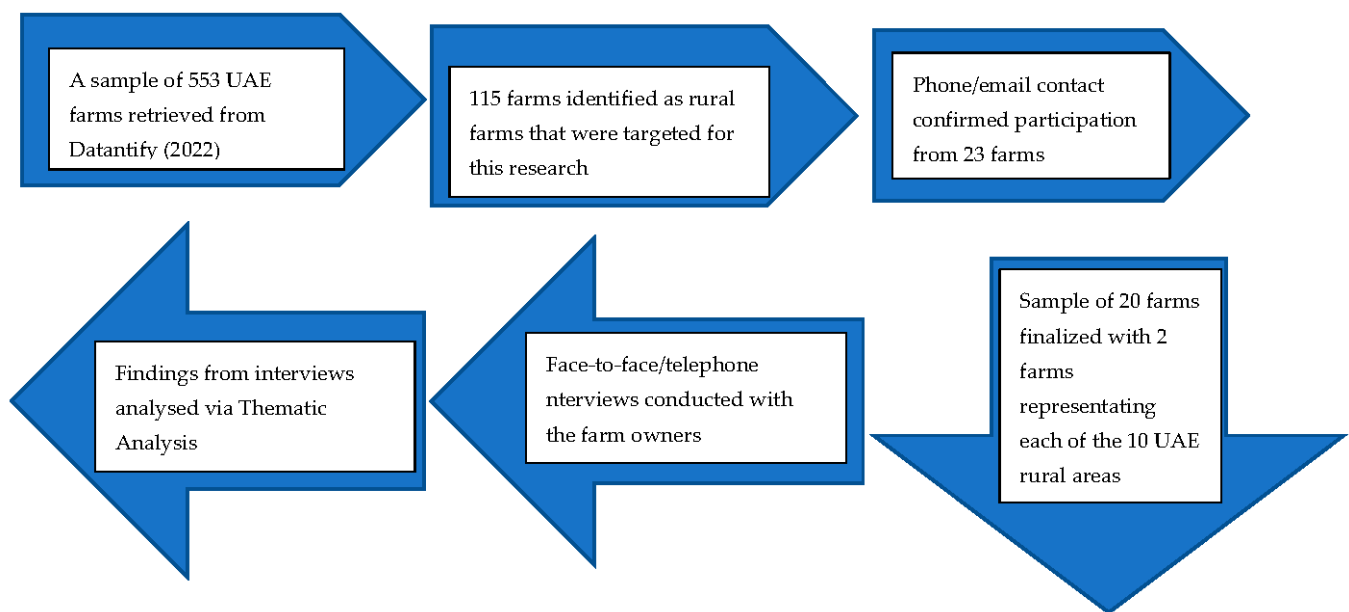 A sample of 553 UAE
farms retrieved from
Datantify (2022)
115 farms identified as rural
farms that were targeted for
this research
Phone/email contact
confirmed participation
from 23 farms
Sample of 20 farms
finalized with 2
farms
representating
each of the 10 UAE
rural areas
Face-to-face/telephone
nterviews conducted with
the farm owners
Findings from interviews
analysed via Thematic
Analysis